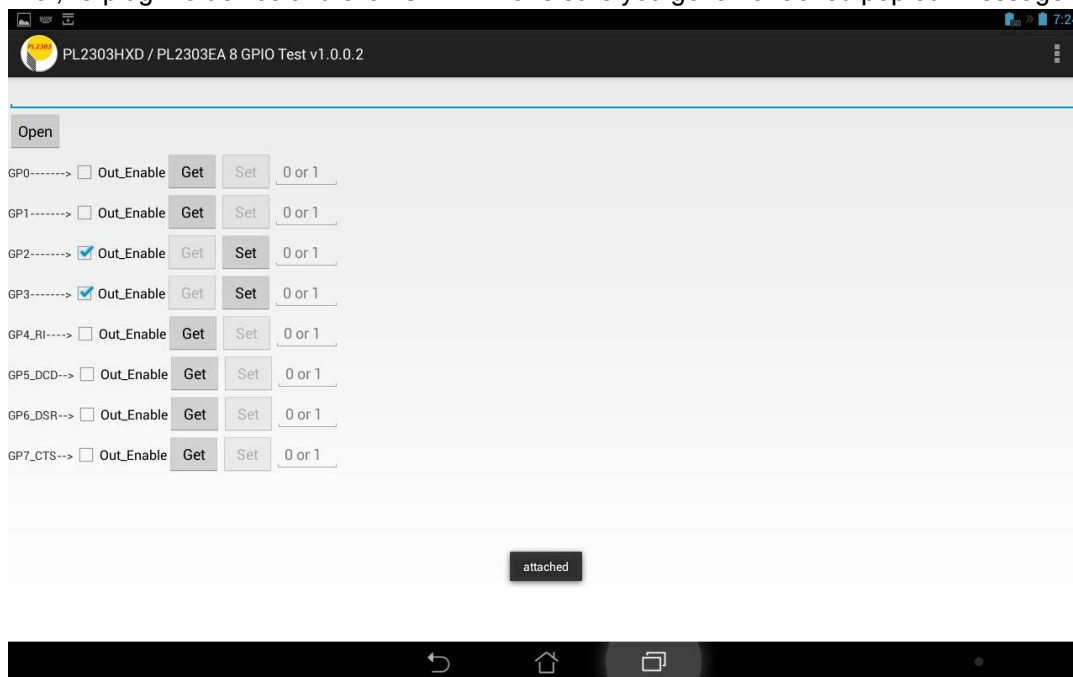 7:2
PL2303
PL2303HXD / PL2303EA 8 GPIO Test v1.0.0.2
Open
GP0-------> Out_Enable Get Set 0 or 1
GP1-------> Out_Enable Get Set 0 or 1
GP2-------> Out_Enable Get Set 0 or 1
GP3-------> Out_Enable Get Set 0 or 1
GP4_RI----> Out_Enable Get Set 0 or 1
GP5_DCD--> Out_Enable Get Set 0 or 1
GP6_DSR--> Out_Enable Get Set 0 or 1
GP7_CTS--> Out_Enable Get Set 0 or 1
attached